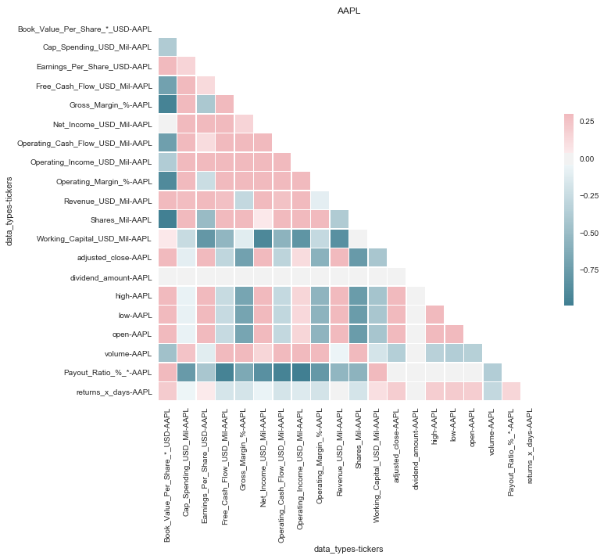 AAPL
data_types-tickers
Book_Value_Per_Share_*_USD-AAPL
Cap_Spending_USD_Mil-AAPL
Earnings_Per_Share_USD-AAPL
Free_Cash_Flow_USD_Mil-AAPL
Gross_Margin_%-AAPL
Net_Income_USD_Mil-AAPL
Operating_Cash_Flow_USD_Mil-AAPL
Operating_Income_USD_Mil-AAPL
Operating_Margin_%-AAPL
Revenue_USD_Mil-AAPL
Shares_Mil-AAPL
Working_Capital_USD_Mil-AAPL
adjusted_close-AAPL
dividend_amount-AAPL
high-AAPL
low-AAPL
open-AAPL
volume-AAPL
Payout_Ratio_%_*-AAPL
returns_x_days-AAPL
0.25
0.00
-0.25
-0.50
-0.75
Book_Value_Per_Share_*_USD-AAPL
Cap_Spending_USD_Mil-AAPL
Earnings_Per_Share_USD-AAPL
Free_Cash_Flow_USD_Mil-AAPL
Gross_Margin_%-AAPL
Net_Income_USD_Mil-AAPL
Operating_Cash_Flow_USD_Mil-AAPL
Operating_Income_USD_Mil-AAPL
Operating_Margin_%-AAPL
Revenue_USD_Mil-AAPL
Shares_Mil-AAPL
Working_Capital_USD_Mil-AAPL
adjusted_close-AAPL
dividend_amount-AAPL
high-AAPL
low-AAPL
open-AAPL
volume-AAPL
Payout_Ratio_%_*-AAPL
returns_x_days-AAPL
data_types-tickers